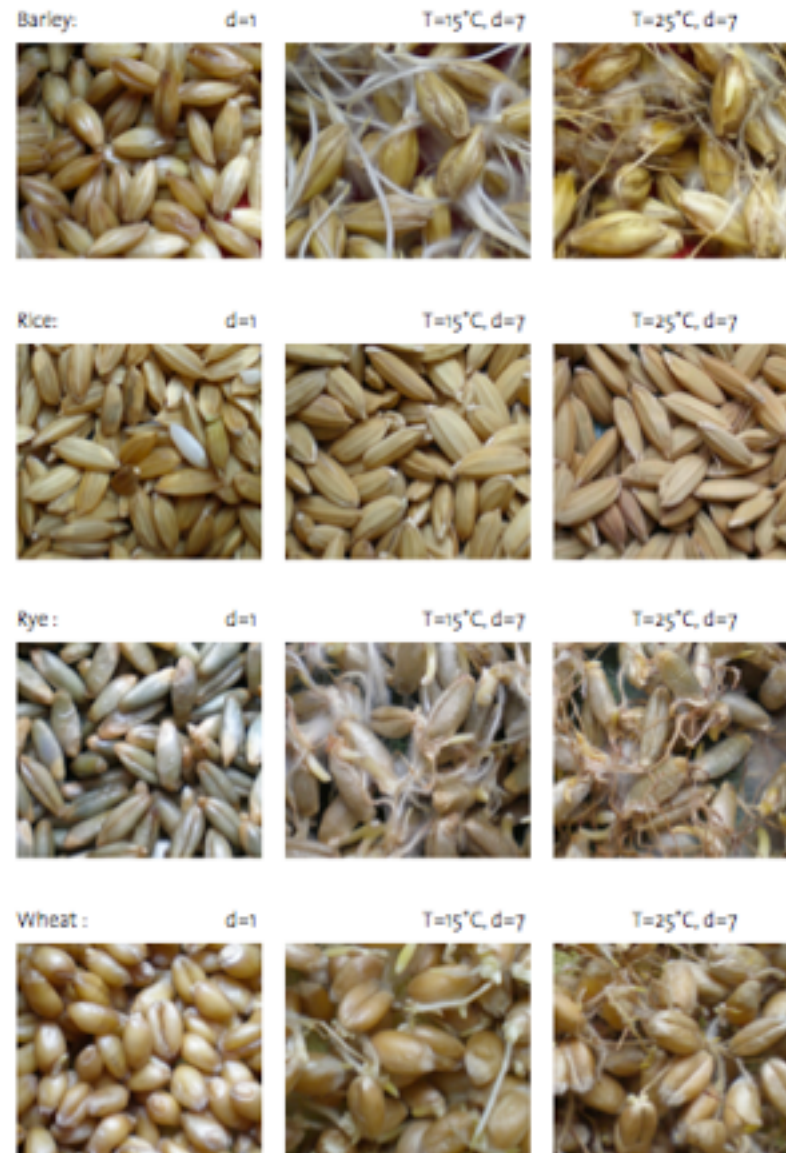 Barley: d=1 T=15°C, d=7 T=25°C, d=7
Rice: d=1 T=15°C, d=7 T=25°C, d=7
Rye : d=1 T=15°C, d=7 T=25°C, d=7
Wheat : d=1 T=15°C, d=7 T=25°C, d=7